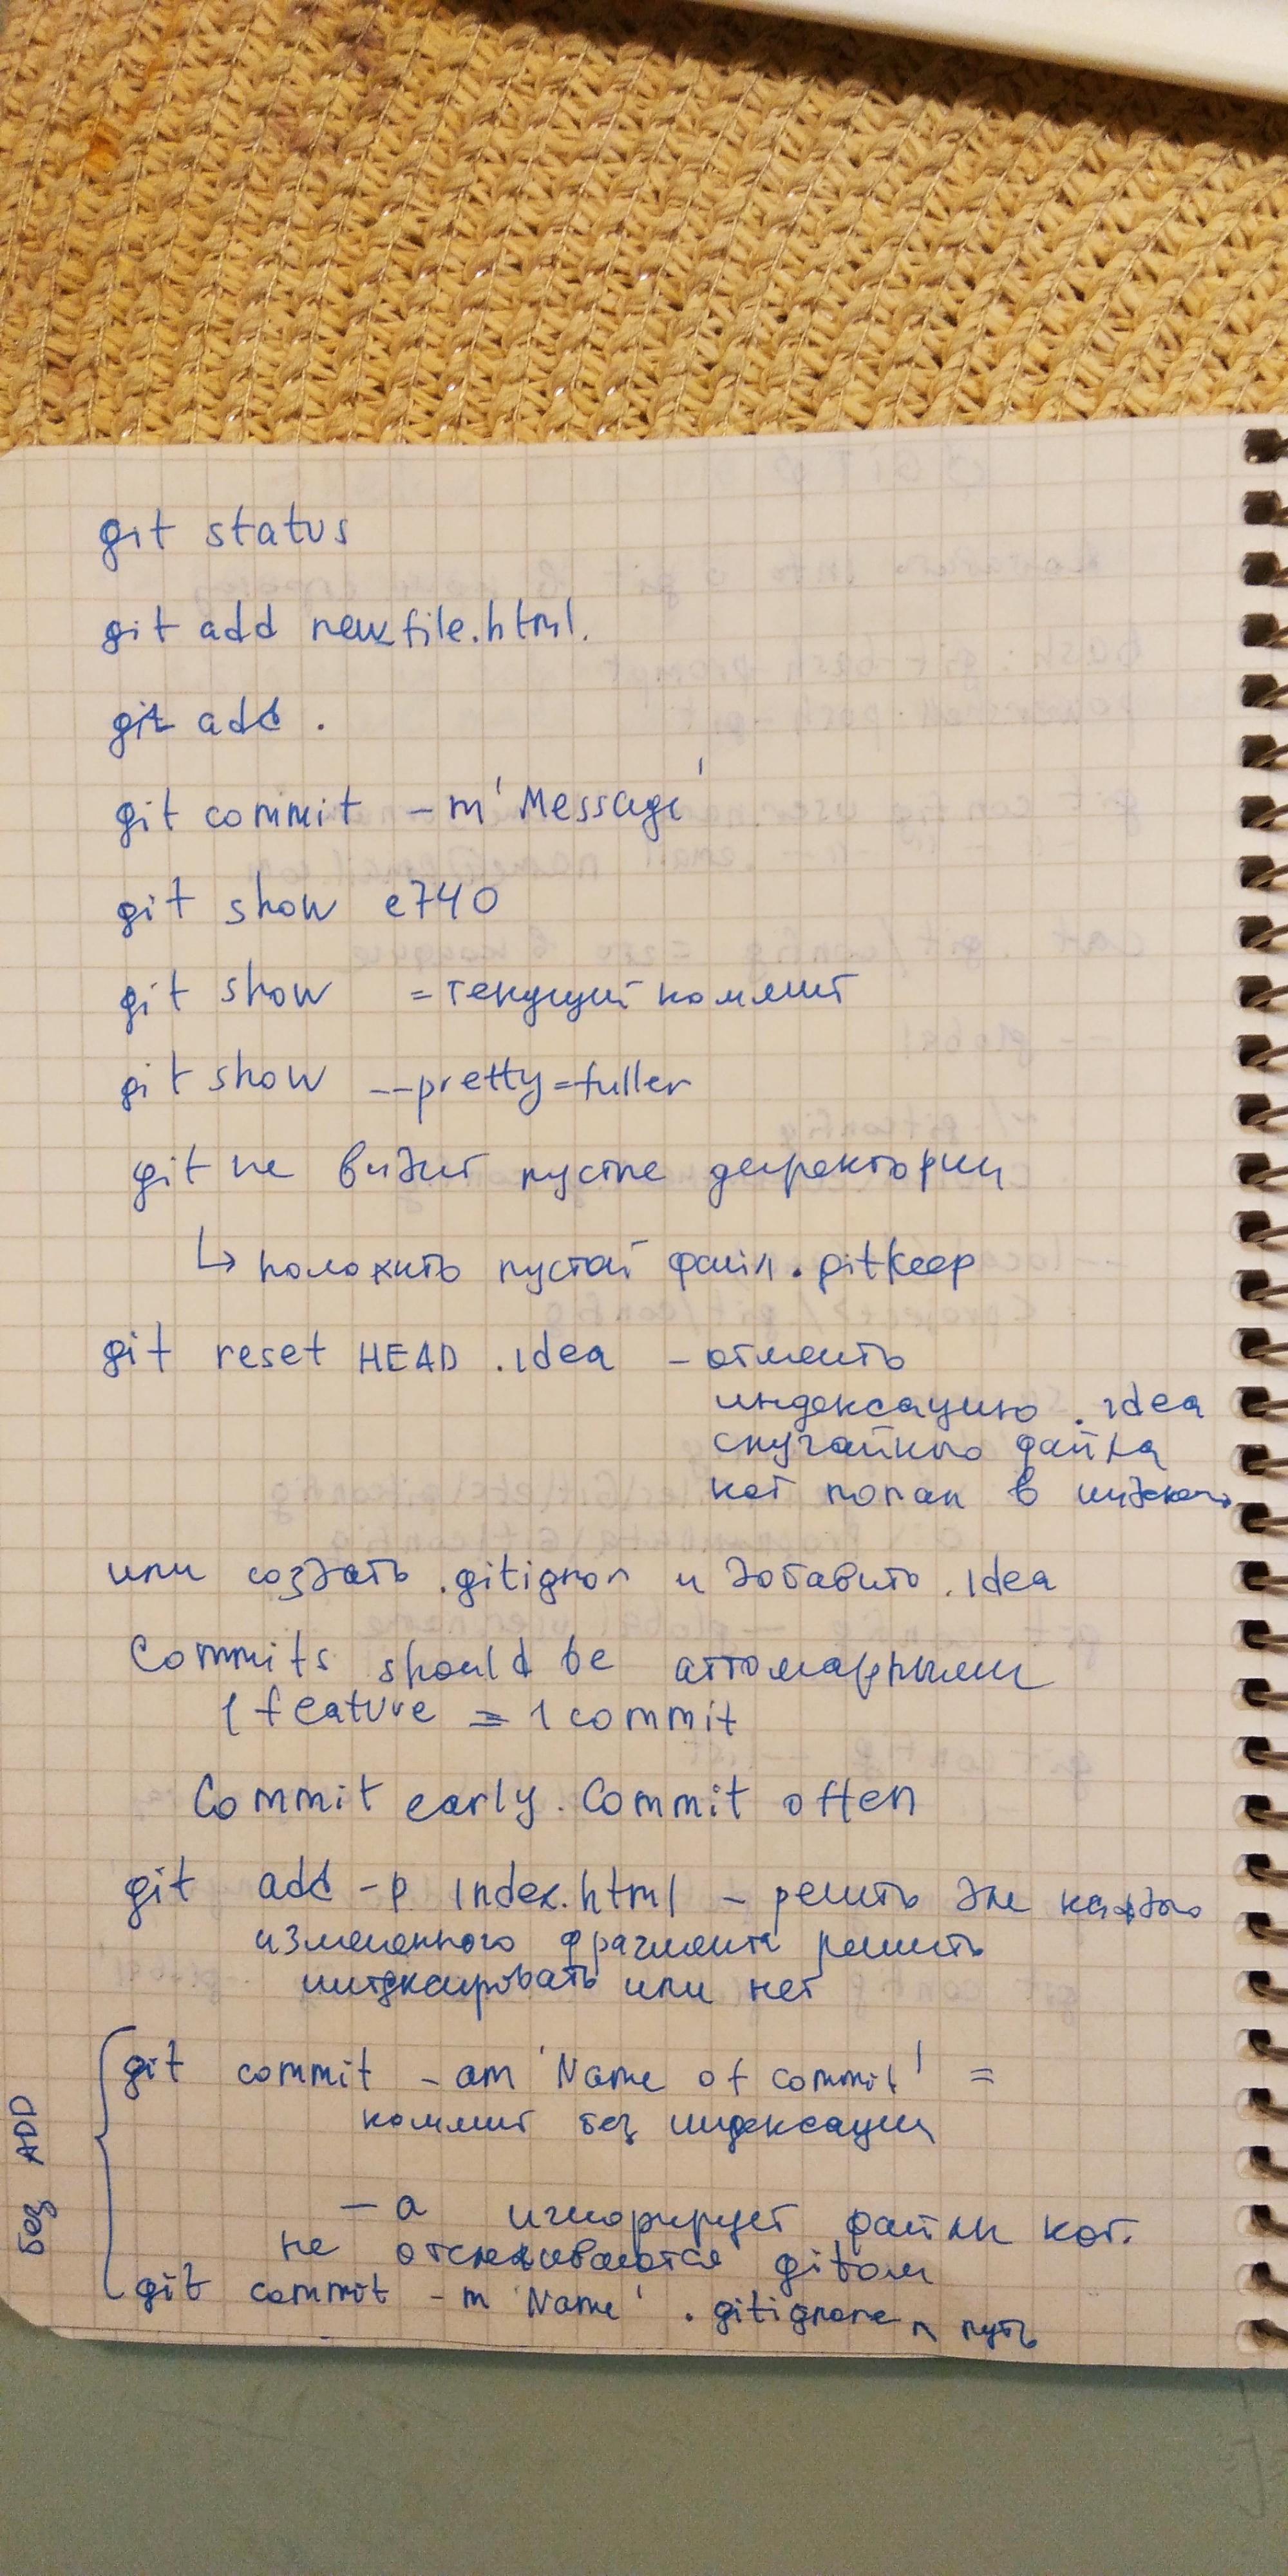 git status
git add newfile.html.
git add .
git commit -m 'Message'
git show e740
git show = текущий коммит
git show --pretty=fuller
git не видит пустые директории
↳ положить пустой файл .gitkeep
git reset HEAD .idea - отменить
индексацию .idea
случайного файла
кот попал в индекс
или создать .gitignor и добавить .idea
Commits should be аттомарными
1 feature = 1 commit
Commit early. Commit often
git add -p index.html - решить для каждого
измененного фрагмента решить
индексировать или нет
git commit -am 'Name of commit' =
коммит без индексации
- a игнорирует файлы кот.
не отслеживаются gitом
git commit -m 'Name' .gitignore путь
без ADD